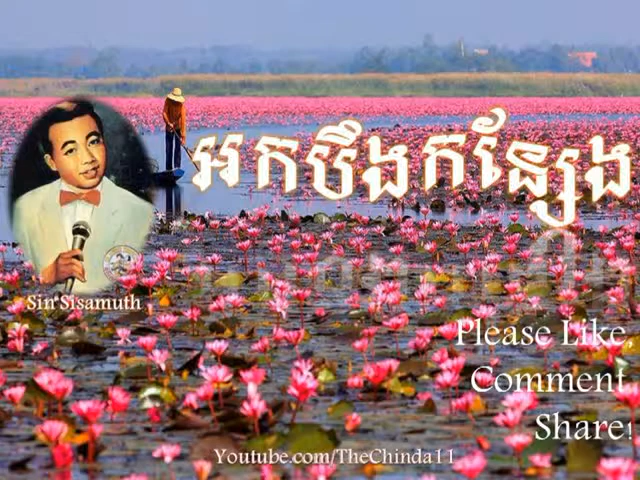 អកបឹងកន្សែង
Sin Sisamuth
Please Like,
Comment,
Share!
Youtube.com/TheChinda11